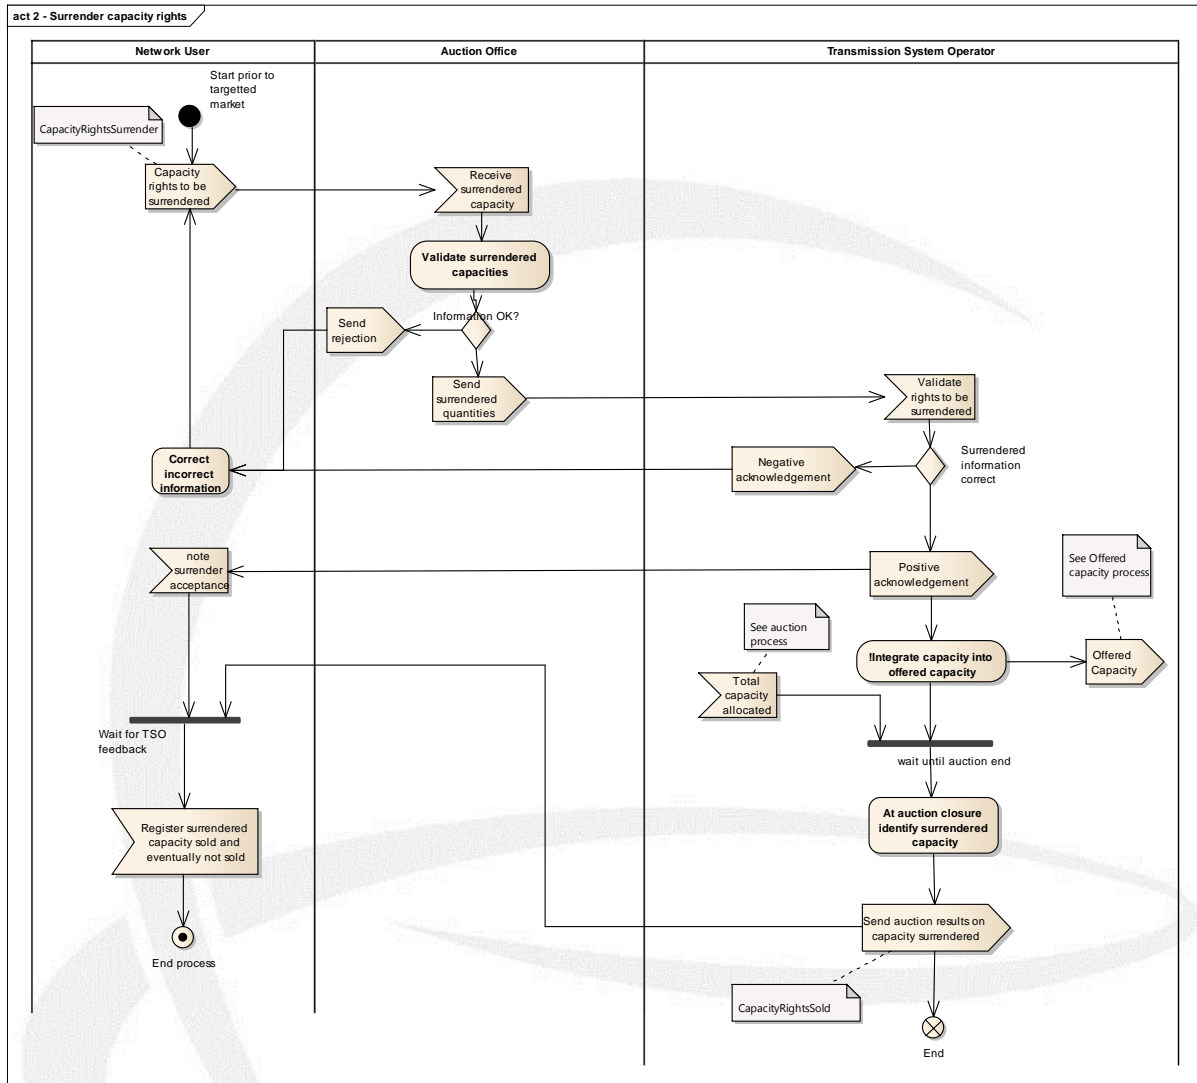 act 2 - Surrender capacity rights
Network User
Auction Office
Transmission System Operator
Start prior to
targetted
market
CapacityRightsSurrender
Capacity
rights to be
surrendered
Receive
surrendered
capacity
Validate surrendered
capacities
Information OK?
Send
rejection
Send
surrendered
quantities
Validate
rights to be
surrendered
Surrendered
information
correct
Negative
acknowledgement
Correct
incorrect
information
note
surrender
acceptance
Positive
acknowledgement
See Offered
capacity process
See auction
process
!Integrate capacity into
offered capacity
Offered
Capacity
Total
capacity
allocated
Wait for TSO
feedback
wait until auction end
At auction closure
identify surrendered
capacity
Register surrendered
capacity sold and
eventually not sold
Send auction results on
capacity surrendered
End process
CapacityRightsSold
End